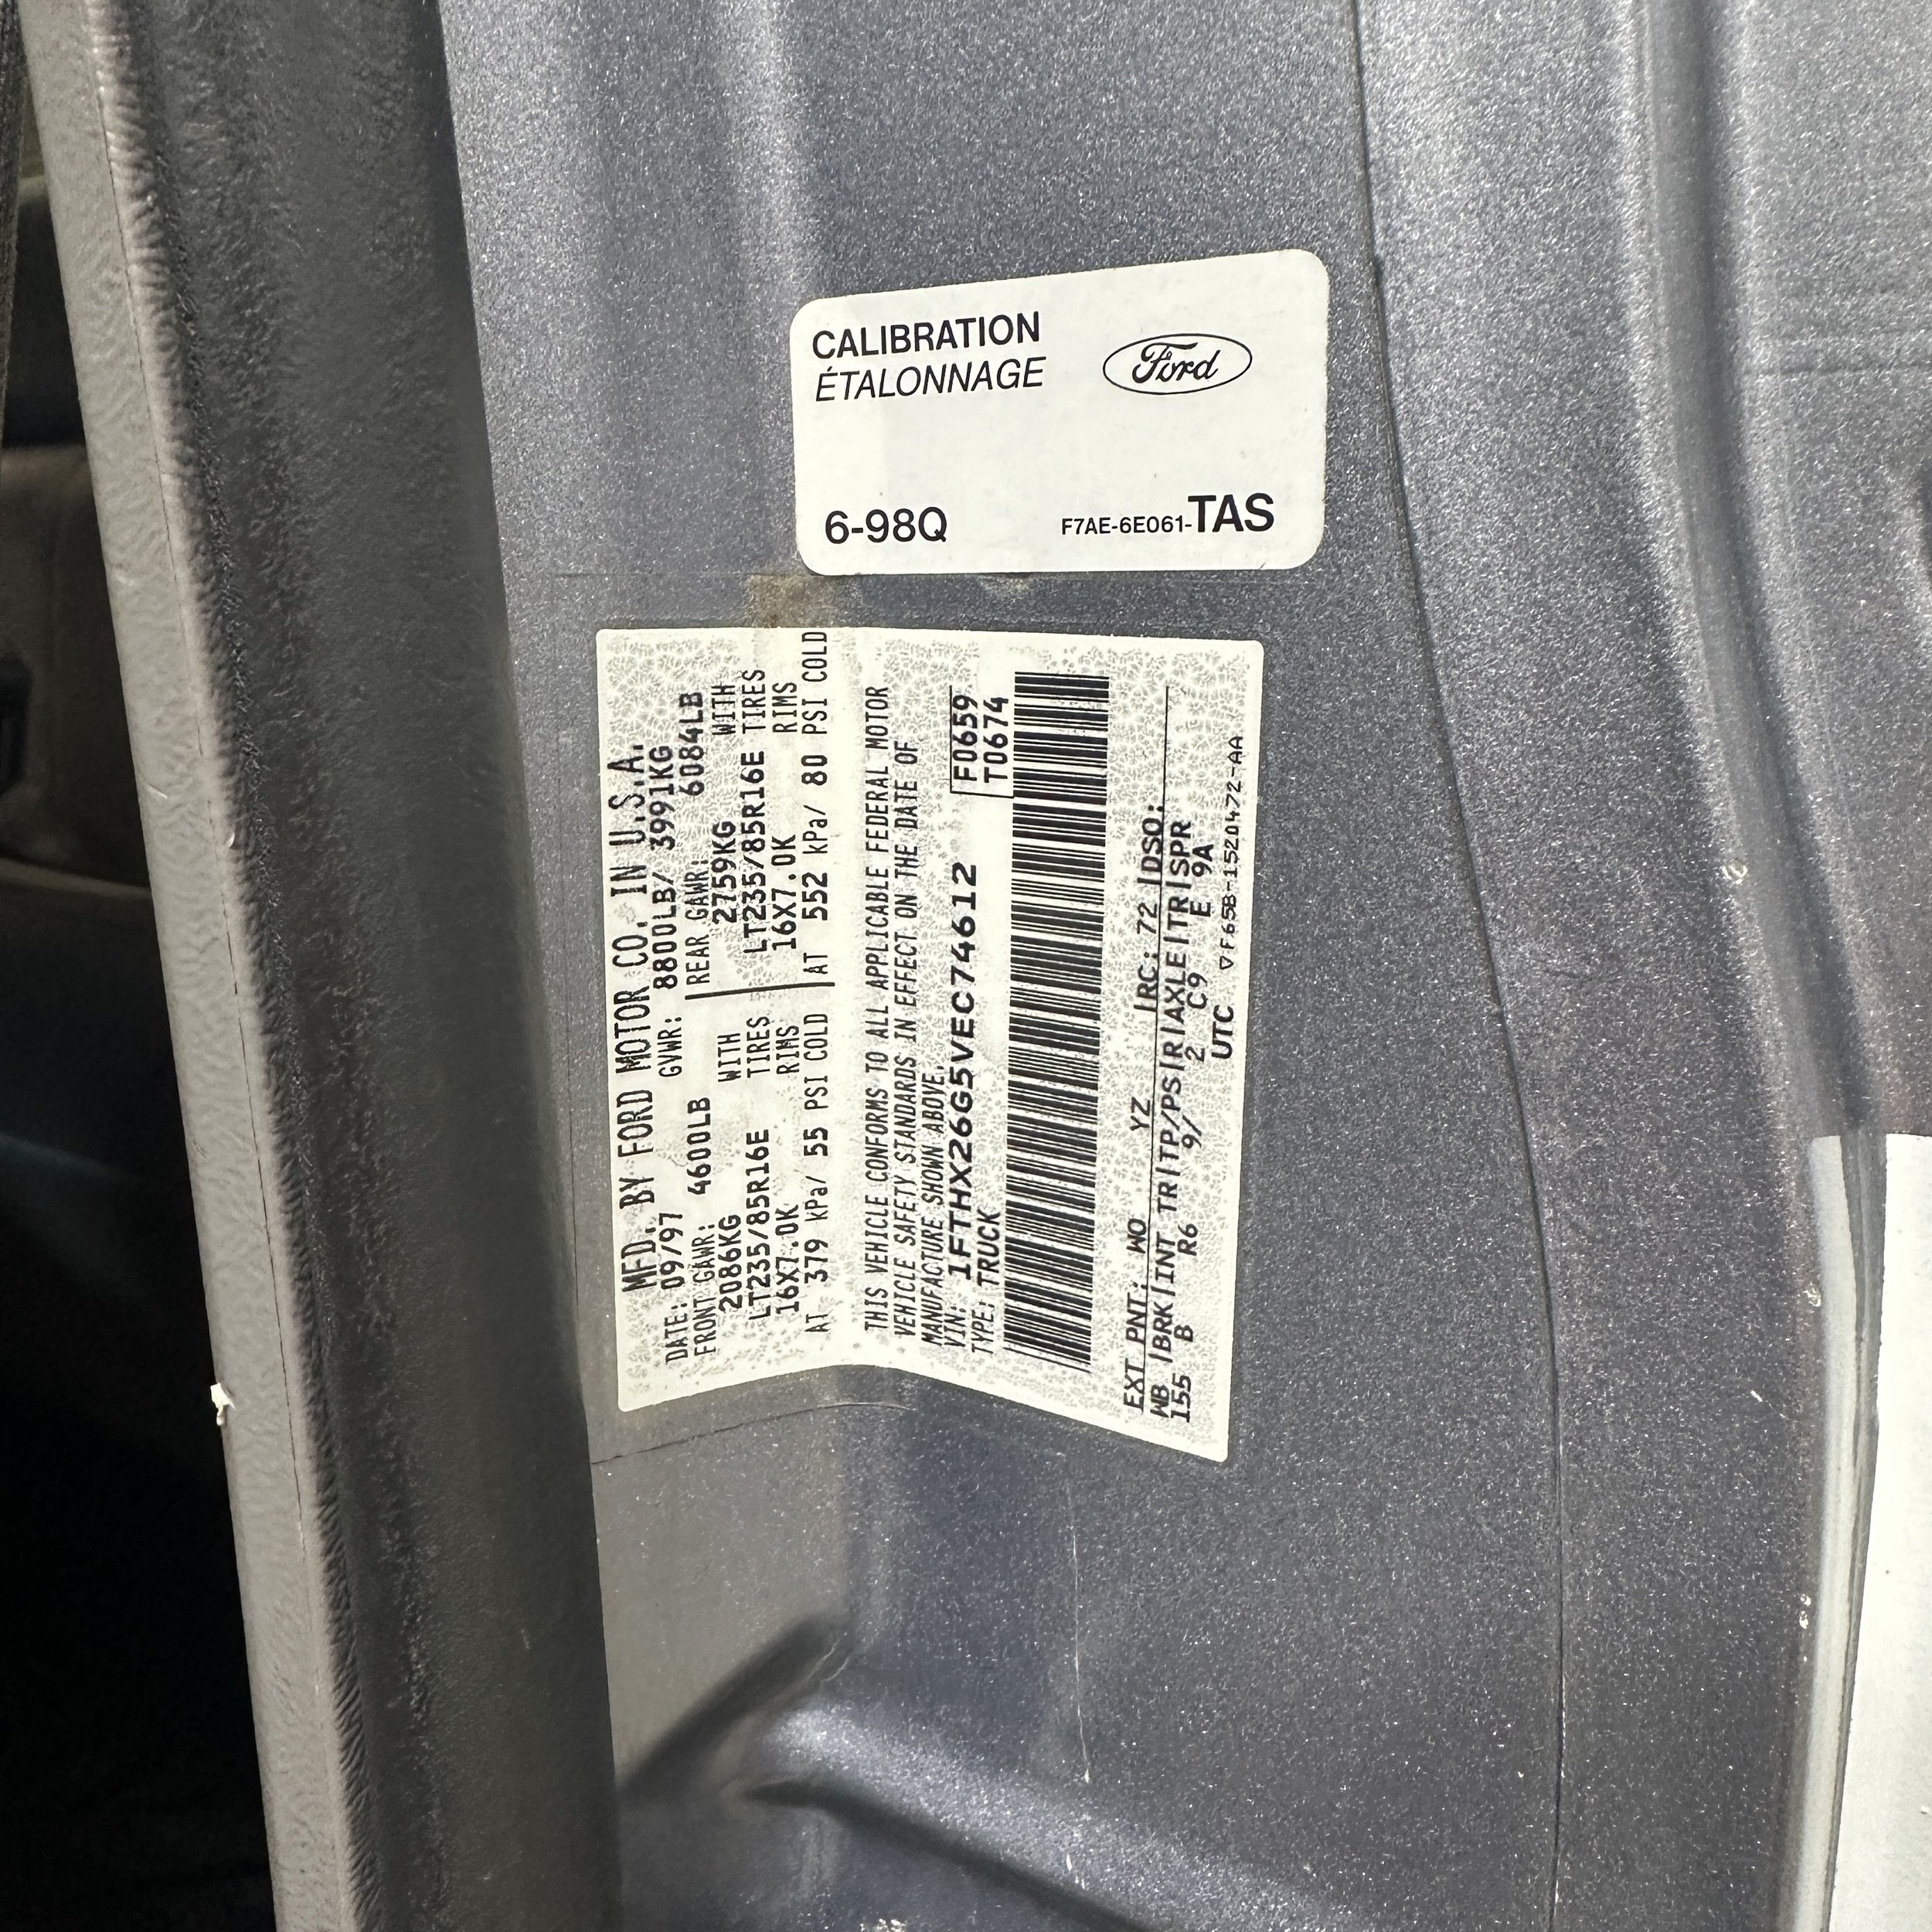 CALIBRATION
ÉTALONNAGE
Ford
6-98Q
F7AE-6E061-TAS
MFD. BY FORD MOTOR CO. IN U.S.A.
DATE: 09/97 GVWR: 8800LB/ 3991KG
FRONT GAWR: 4600LB
2086KG WITH
LT235/85R16E TIRES
16X7.0K RIMS
AT 379 kPa/ 55 PSI COLD
REAR GAWR: 6084LB
2759KG WITH
LT235/85R16E TIRES
16X7.0K RIMS
AT 552 kPa/ 80 PSI COLD
THIS VEHICLE CONFORMS TO ALL APPLICABLE FEDERAL MOTOR
VEHICLE SAFETY STANDARDS IN EFFECT ON THE DATE OF
MANUFACTURE SHOWN ABOVE.
VIN: 1FTHX26G5VEC74612
TYPE: TRUCK
F0659
T0674
EXT PNT: WO YZ RC: 72 DSO:
WB BRK INT TR TP/PS R AXLE TR SPR
155 B R6 9/ 2 C9 E 9A
UTC ▽F65B-1520472-AA